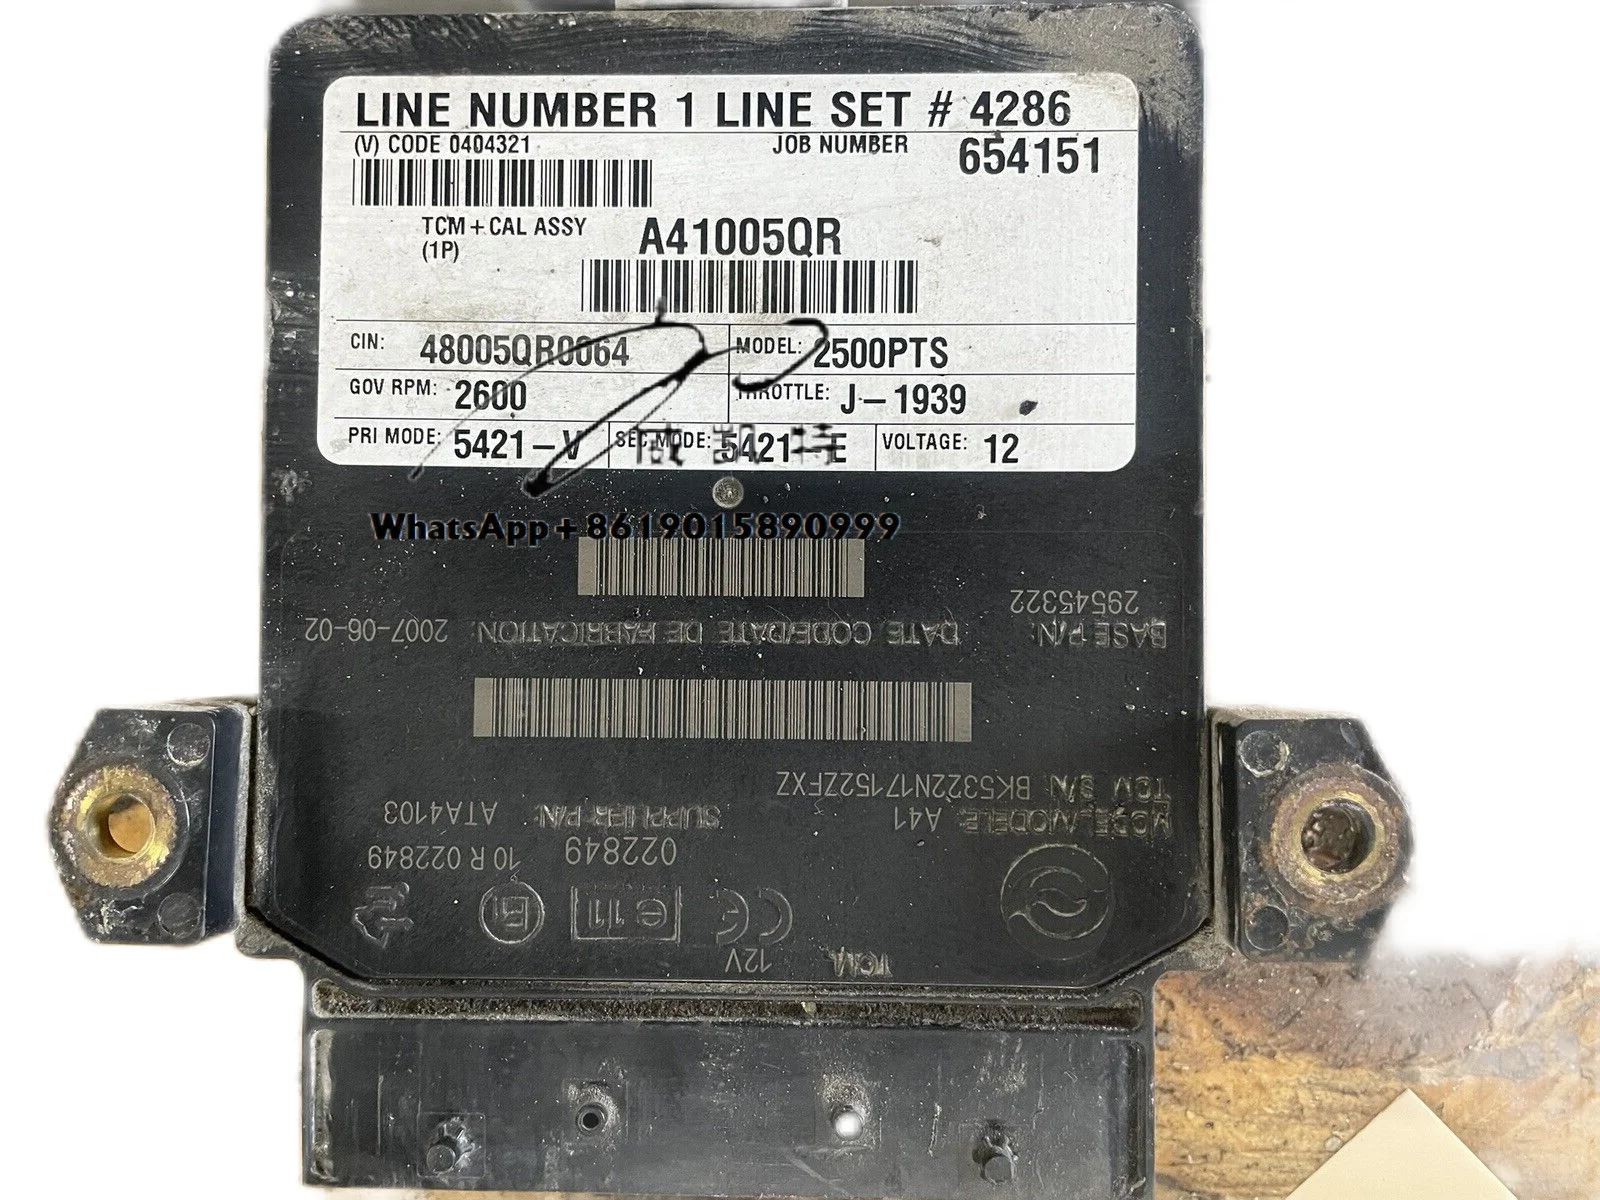 LINE NUMBER 1 LINE SET # 4286
(V) CODE 0404321 JOB NUMBER 654151
TCM+CAL ASSY A41005QR
(1P)
CIN: 48005QR0064 MODEL: 2500PTS
GOV RPM: 2600 THROTTLE: J-1939
PRI MODE: 5421-V SEC MODE: 5421-E VOLTAGE: 12
WhatsApp+8619015890999
TCM 12V
10 R 022849 022849
MODEL/MODELE: A41 SUPPLIER P/N: ATA4103
TCM S/N: BK5322N17152ZFXZ
BASE P/N: DATE CODE/DATE DE FABRICATION: 2007-06-02
29545322